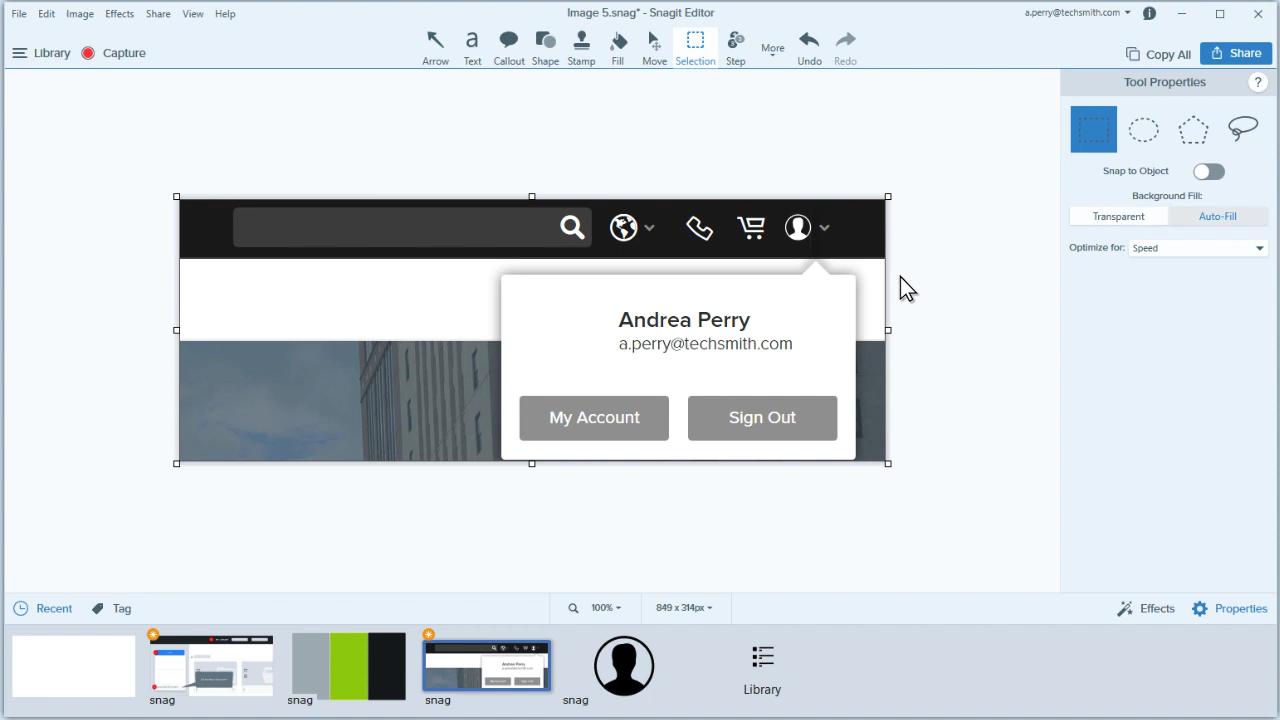 File Edit Image Effects Share View Help
Image 5.snag* - Snagit Editor
a.perry@techsmith.com
Library Capture
Arrow Text Callout Shape Stamp Fill Move Selection Step More Undo Redo
Copy All Share
Tool Properties ?
Snap to Object
Background Fill:
Transparent Auto-Fill
Optimize for: Speed
Andrea Perry
a.perry@techsmith.com
My Account Sign Out
Recent Tag 100% 849 x 314px Effects Properties
Library
snag snag snag snag